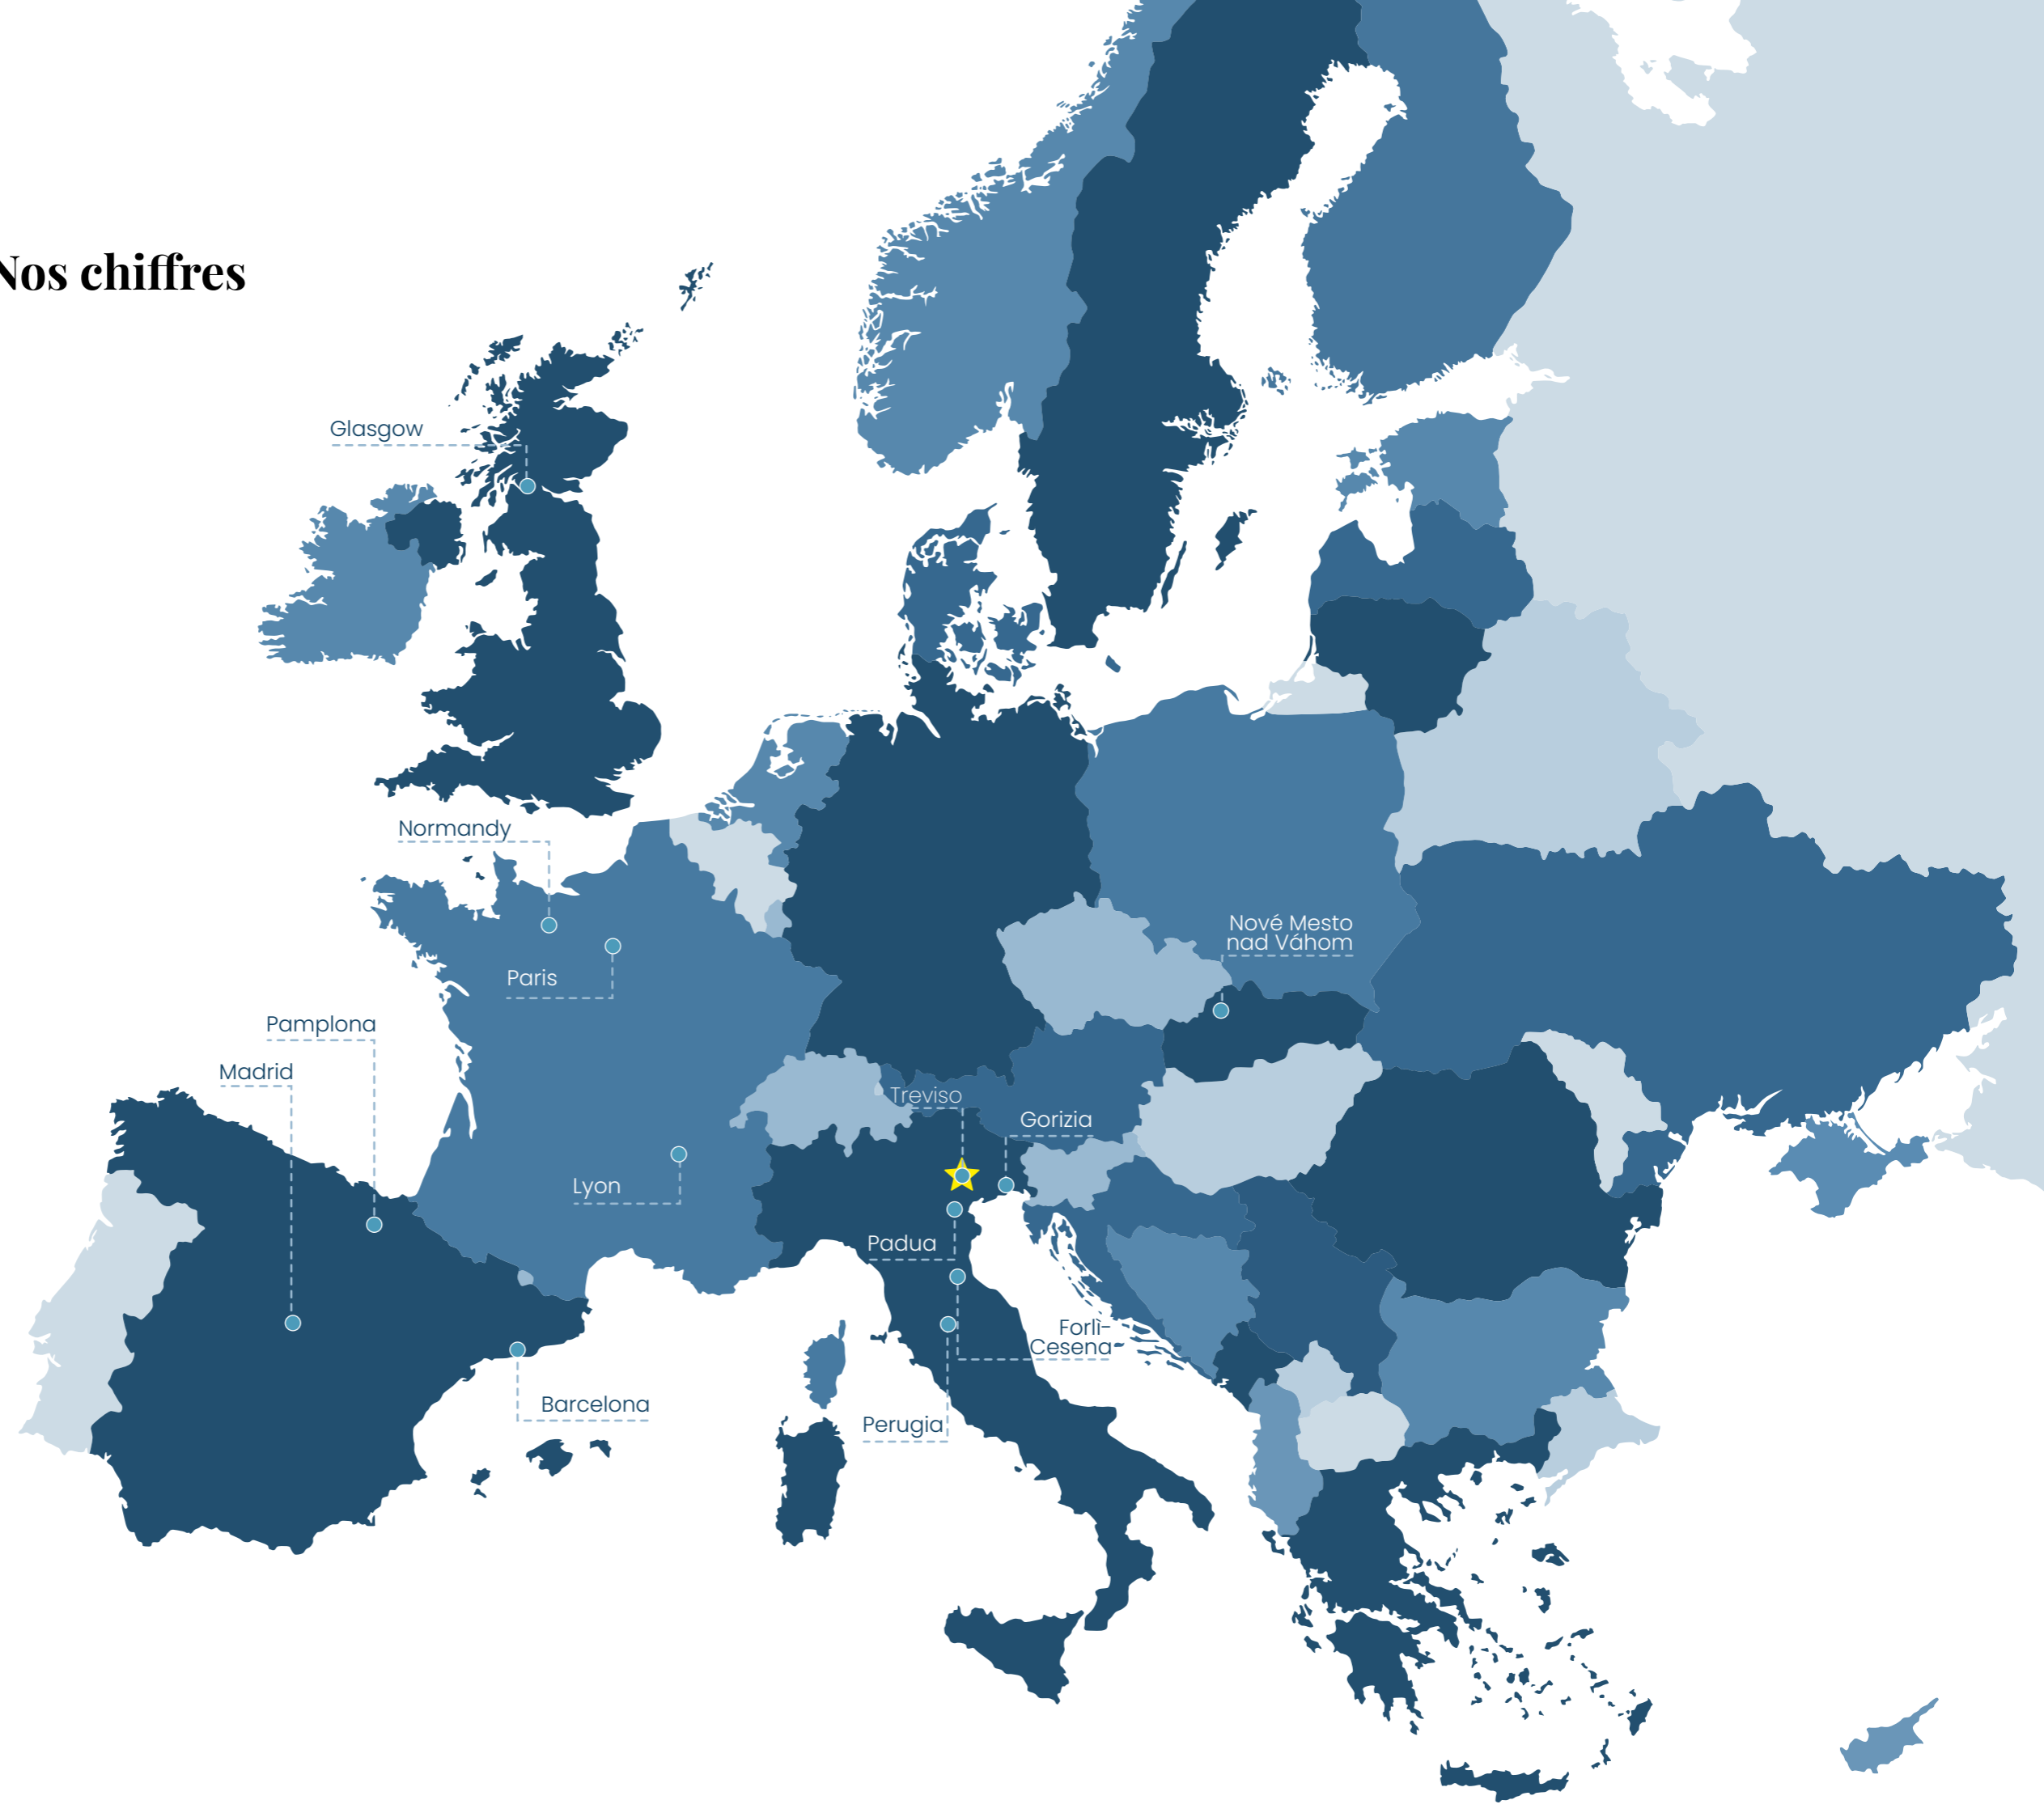 Nos chiffres
Glasgow
Normandy
Nové Mesto
nad Váhom
Paris
Pamplona
Madrid
Treviso
Gorizia
Lyon
Padua
Forlì-
Cesena
Barcelona
Perugia